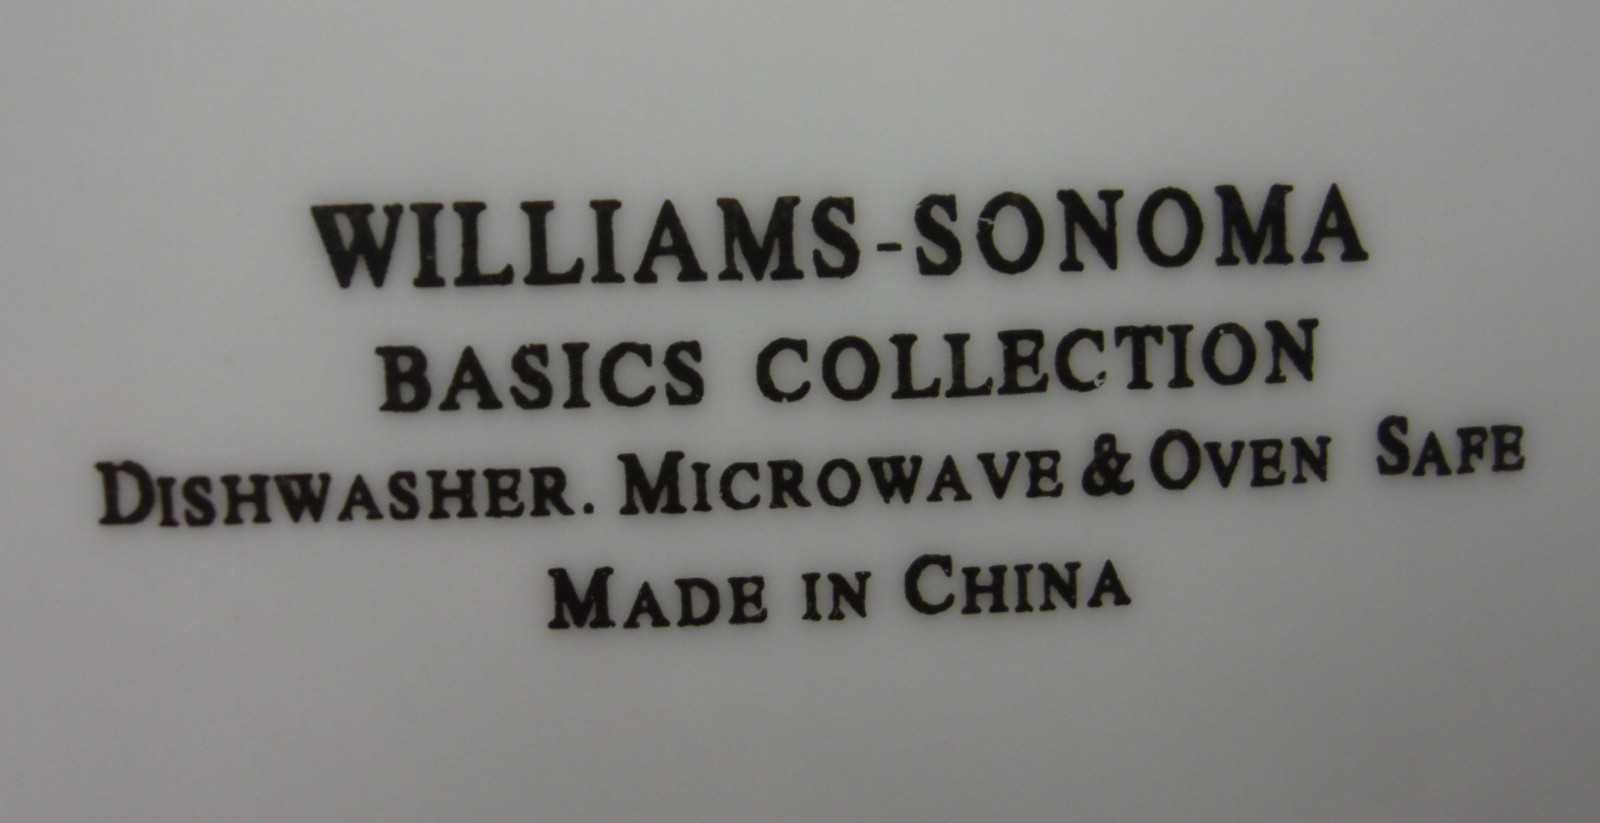 WILLIAMS-SONOMA
BASICS COLLECTION
DISHWASHER. MICROWAVE & OVEN SAFE
MADE IN CHINA